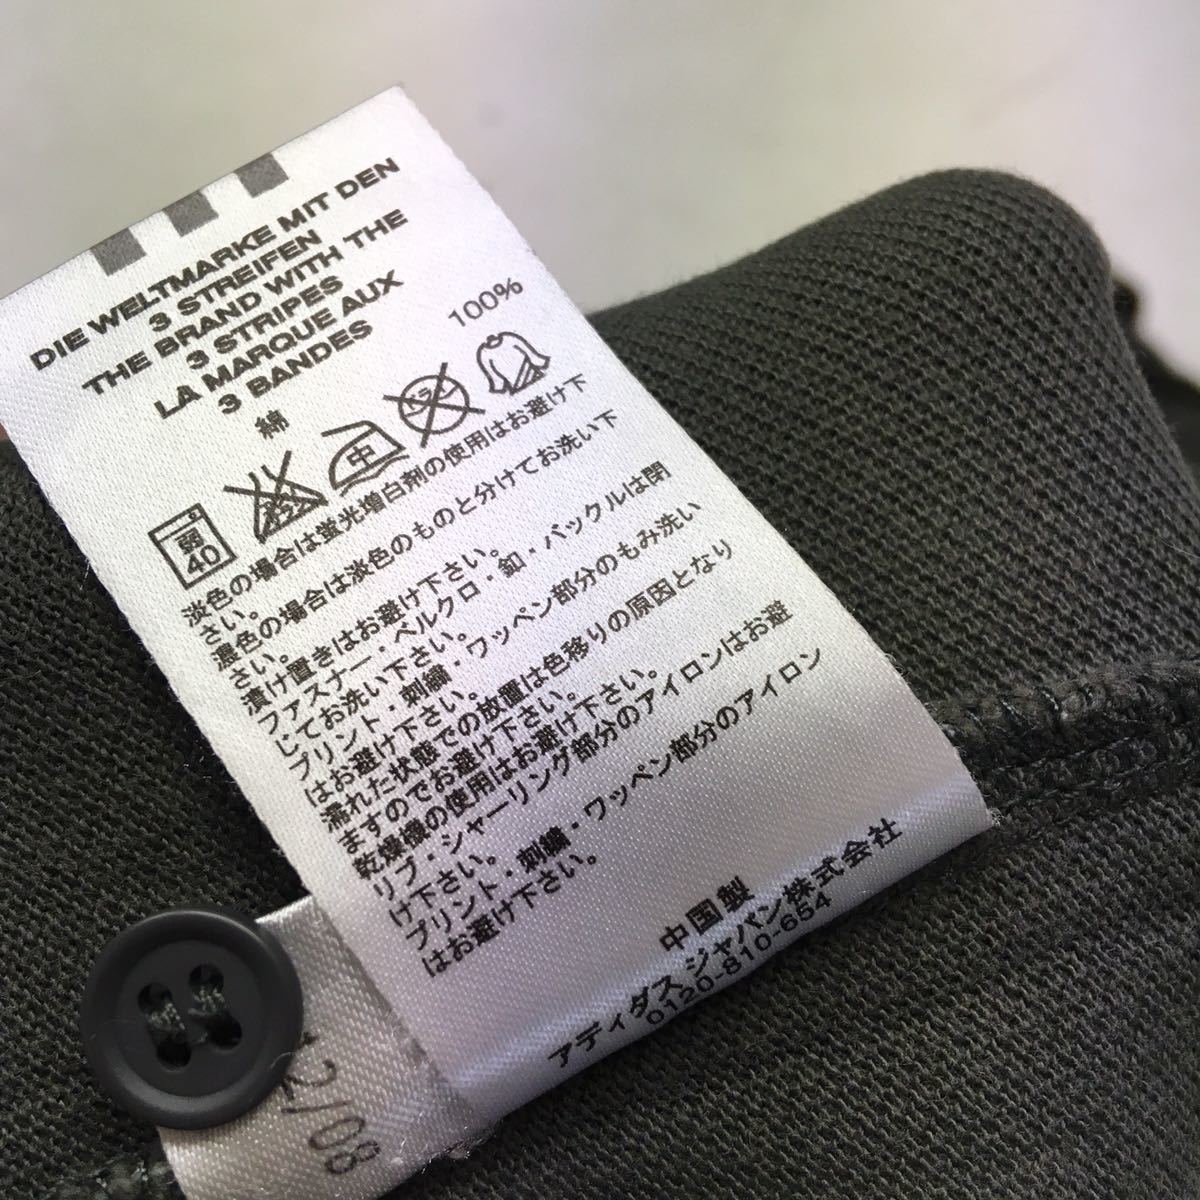 DIE WELTMARKE MIT DEN
3 STREIFEN
THE BRAND WITH THE
3 STRIPES
LA MARQUE AUX
3 BANDES
綿 100%
弱
40
エンソ
中
ドライ
淡色の場合は蛍光増白剤の使用はお避け下
さい。
濃色の場合は淡色のものと分けてお洗い下
さい。
漬け置きはお避け下さい。
ファスナー・ベルクロ・釦・バックルは閉
じてお洗い下さい。
プリント・刺繍・ワッペン部分のもみ洗い
はお避け下さい。
濡れた状態での放置は色移りの原因となり
ますのでお避け下さい。
乾燥機の使用はお避け下さい。
リブ・シャーリング部分のアイロンはお避
け下さい。
プリント・刺繍・ワッペン部分のアイロン
はお避け下さい。
中国製
アディダス ジャパン株式会社
0120-810-654
12/08